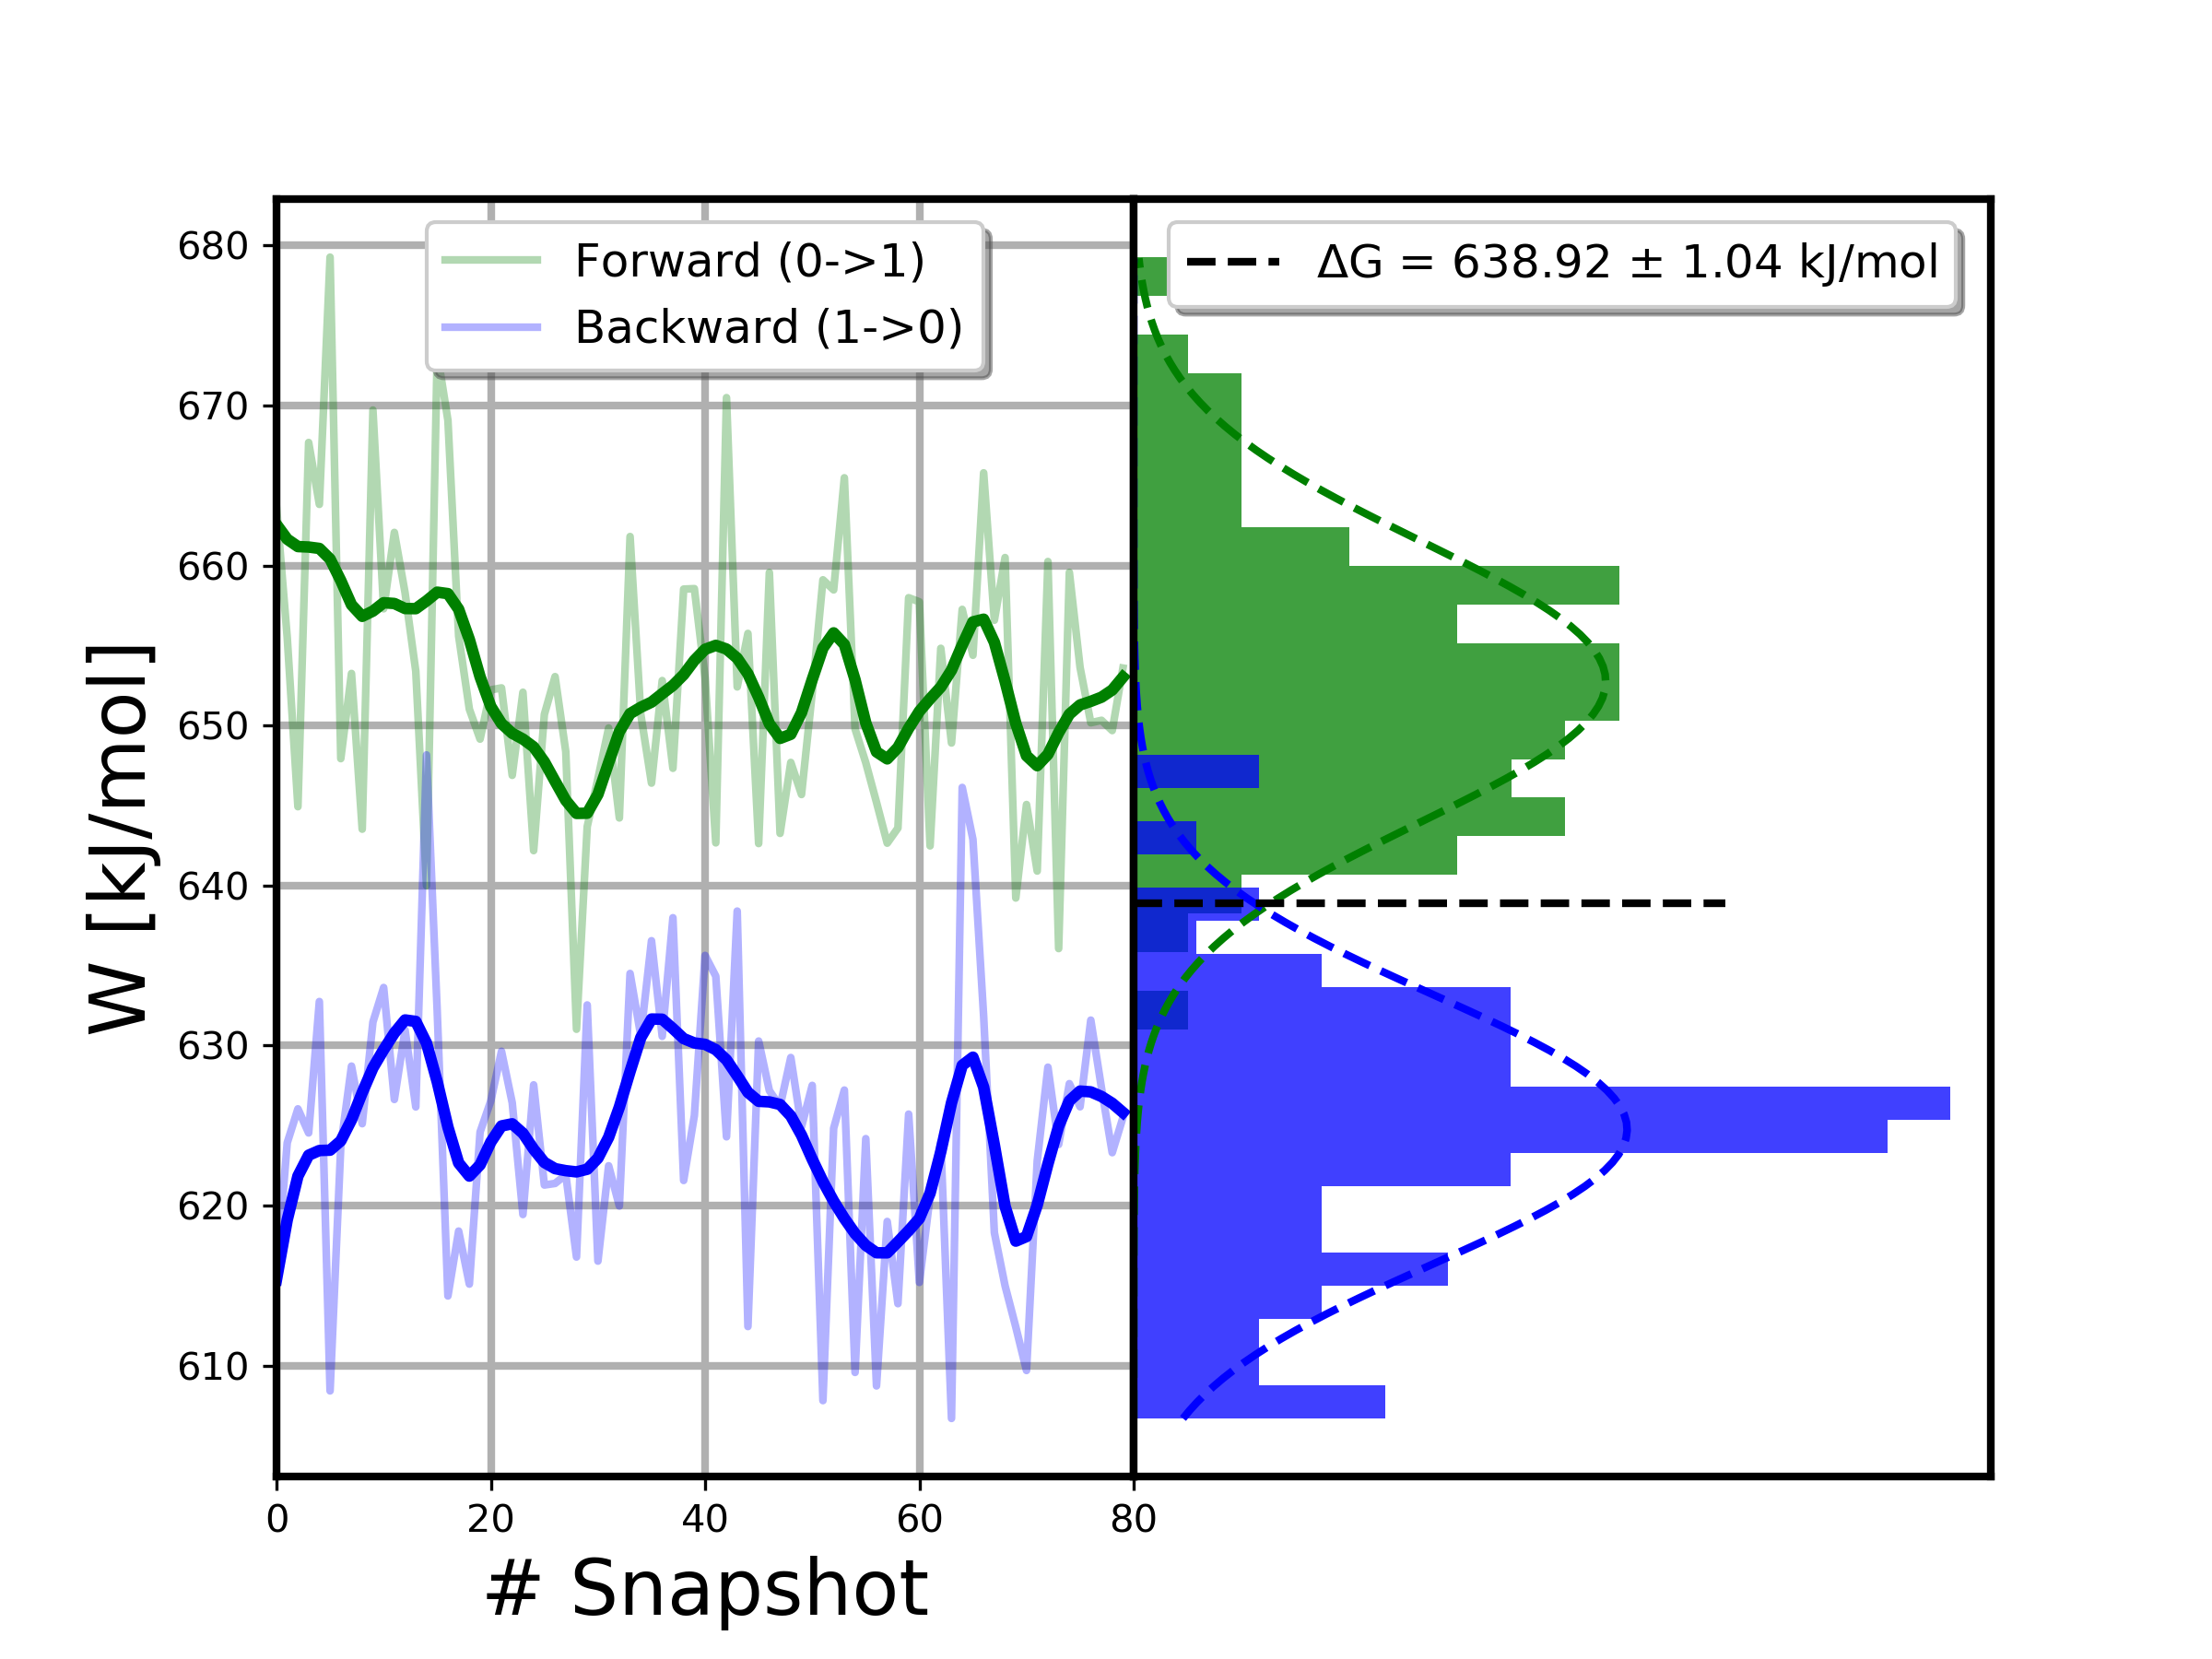 W [kJ/mol]
680
670
660
650
640
630
620
610
Forward (0->1)
Backward (1->0)
ΔG = 638.92 ± 1.04 kJ/mol
0 20 40 60 80
# Snapshot